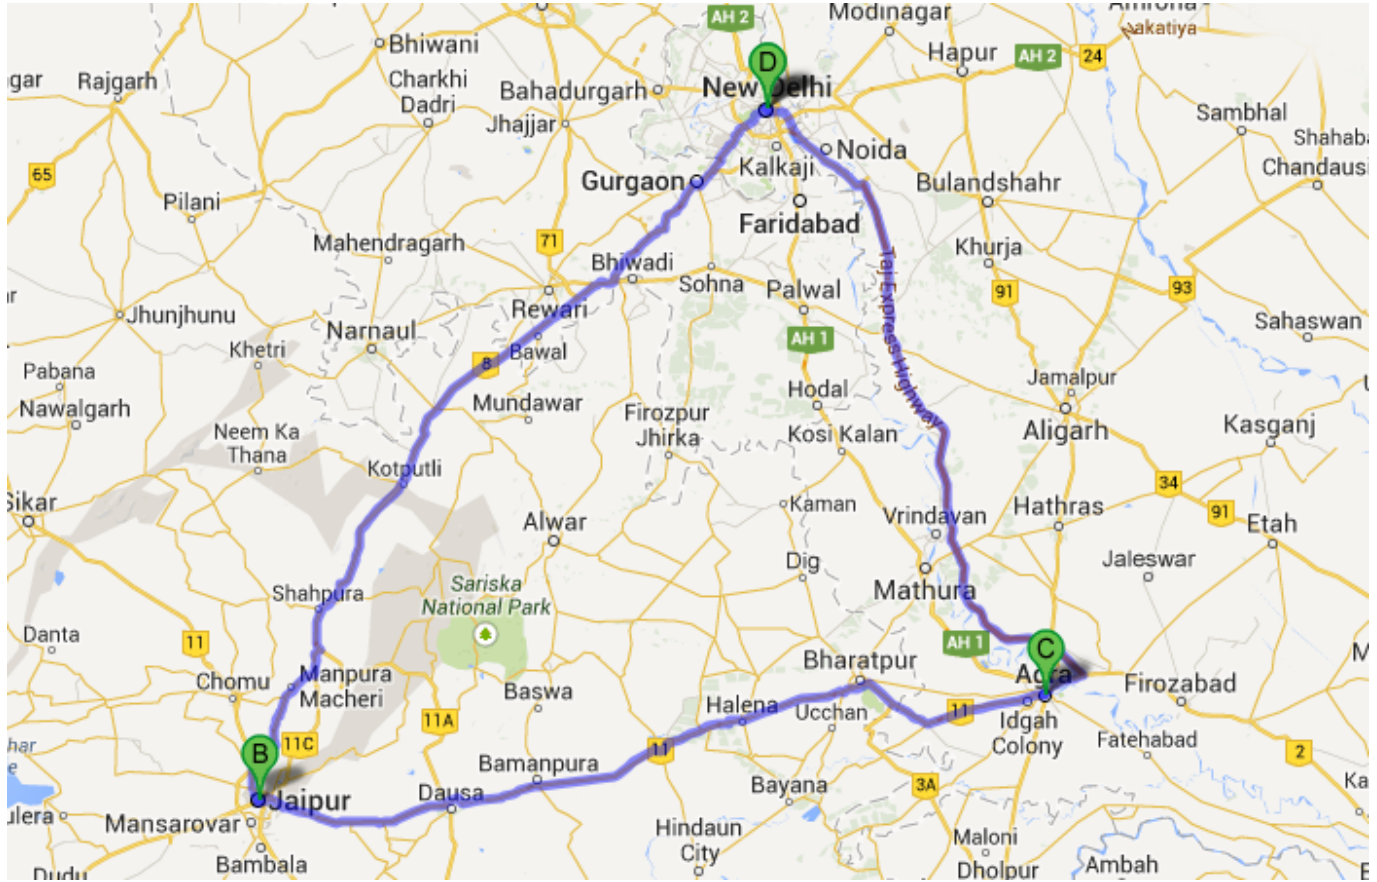 AH 2
Modinagar
Amroha
Nakatiya
Bhiwani
Hapur
AH 2
24
Rajgarh
Charkhi
Dadri
Bahadurgarh
New Delhi
D
Jhajjar
Sambhal
Noida
Shahaba
Chandausi
65
Kalkaji
Gurgaon
Bulandshahr
Pilani
Faridabad
Mahendragarh
71
Khurja
Bhiwadi
Sohna
Palwal
91
93
Taj Express Highway
Rewari
Jhunjhunu
Narnaul
AH 1
Sahaswan
Khetri
Bawal
8
Pabana
Nawalgarh
Mundawar
Hodal
Jamalpur
Firozpur
Jhirka
Kosi Kalan
Aligarh
Kasganj
Neem Ka
Thana
Kotputli
34
Sikar
Kaman
Vrindavan
Hathras
91
Etah
Alwar
Dig
Jaleswar
Sariska
National Park
Mathura
Shahpura
Danta
11
AH 1
C
Bharatpur
Agra
Manpura
Macheri
Chomu
Firozabad
Baswa
Halena
Ucchan
11
Idgah
Colony
11A
11C
Fatehabad
B
11
2
Bamanpura
Jaipur
Dausa
Bayana
3A
Mansarovar
Hindaun
City
Maloni
Bambala
Dholpur
Ambah
Dudu